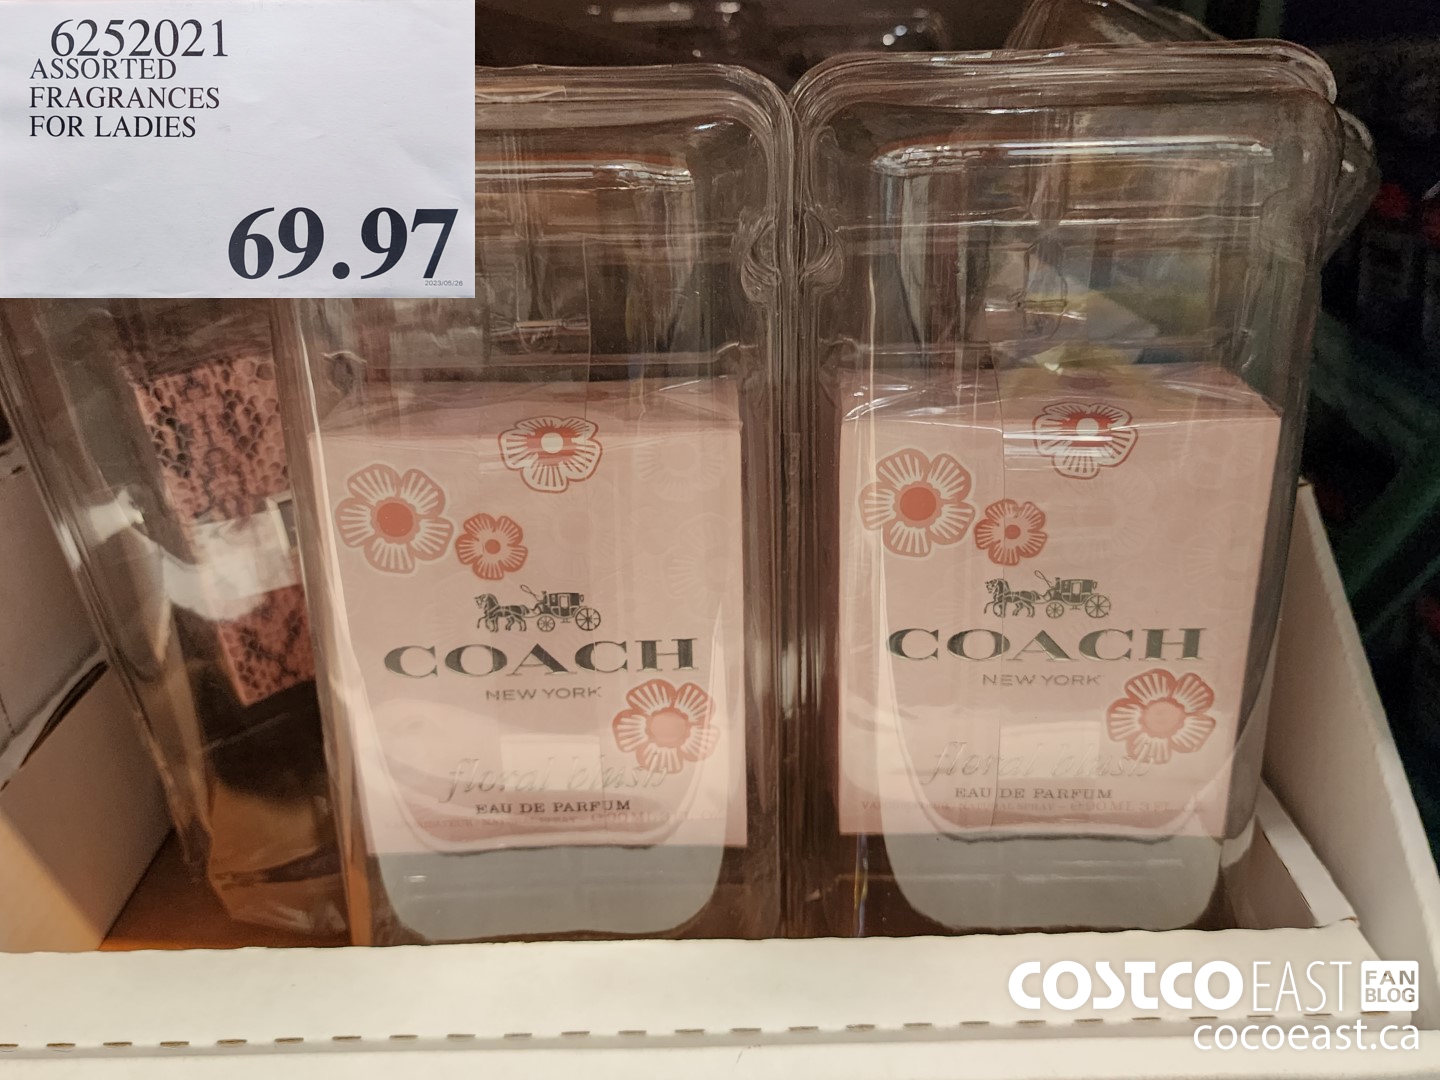 6252021
ASSORTED
FRAGRANCES
FOR LADIES
69.97
2023/05/26
COACH
NEW YORK
floral blush
EAU DE PARFUM
COACH
NEW YORK
floral blush
EAU DE PARFUM
COSTCO EAST FAN BLOG
cocoeast.ca